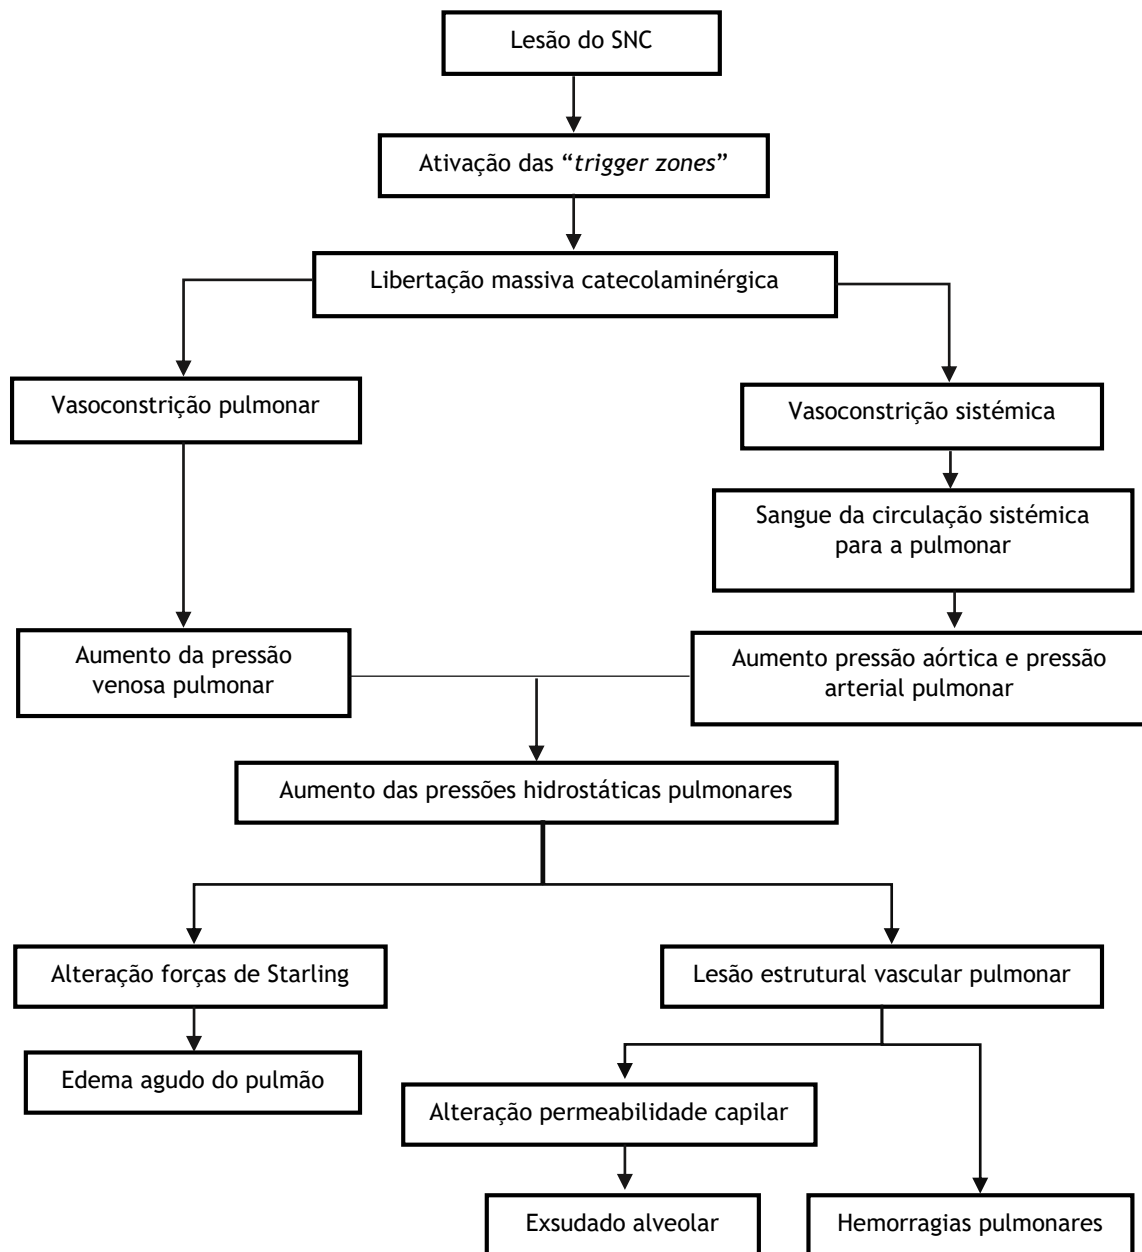 Lesão do SNC
Ativação das “trigger zones”
Libertação massiva catecolaminérgica
Vasoconstrição pulmonar
Vasoconstrição sistémica
Sangue da circulação sistémica
para a pulmonar
Aumento da pressão
venosa pulmonar
Aumento pressão aórtica e pressão
arterial pulmonar
Aumento das pressões hidrostáticas pulmonares
Alteração forças de Starling
Lesão estrutural vascular pulmonar
Edema agudo do pulmão
Alteração permeabilidade capilar
Exsudado alveolar
Hemorragias pulmonares